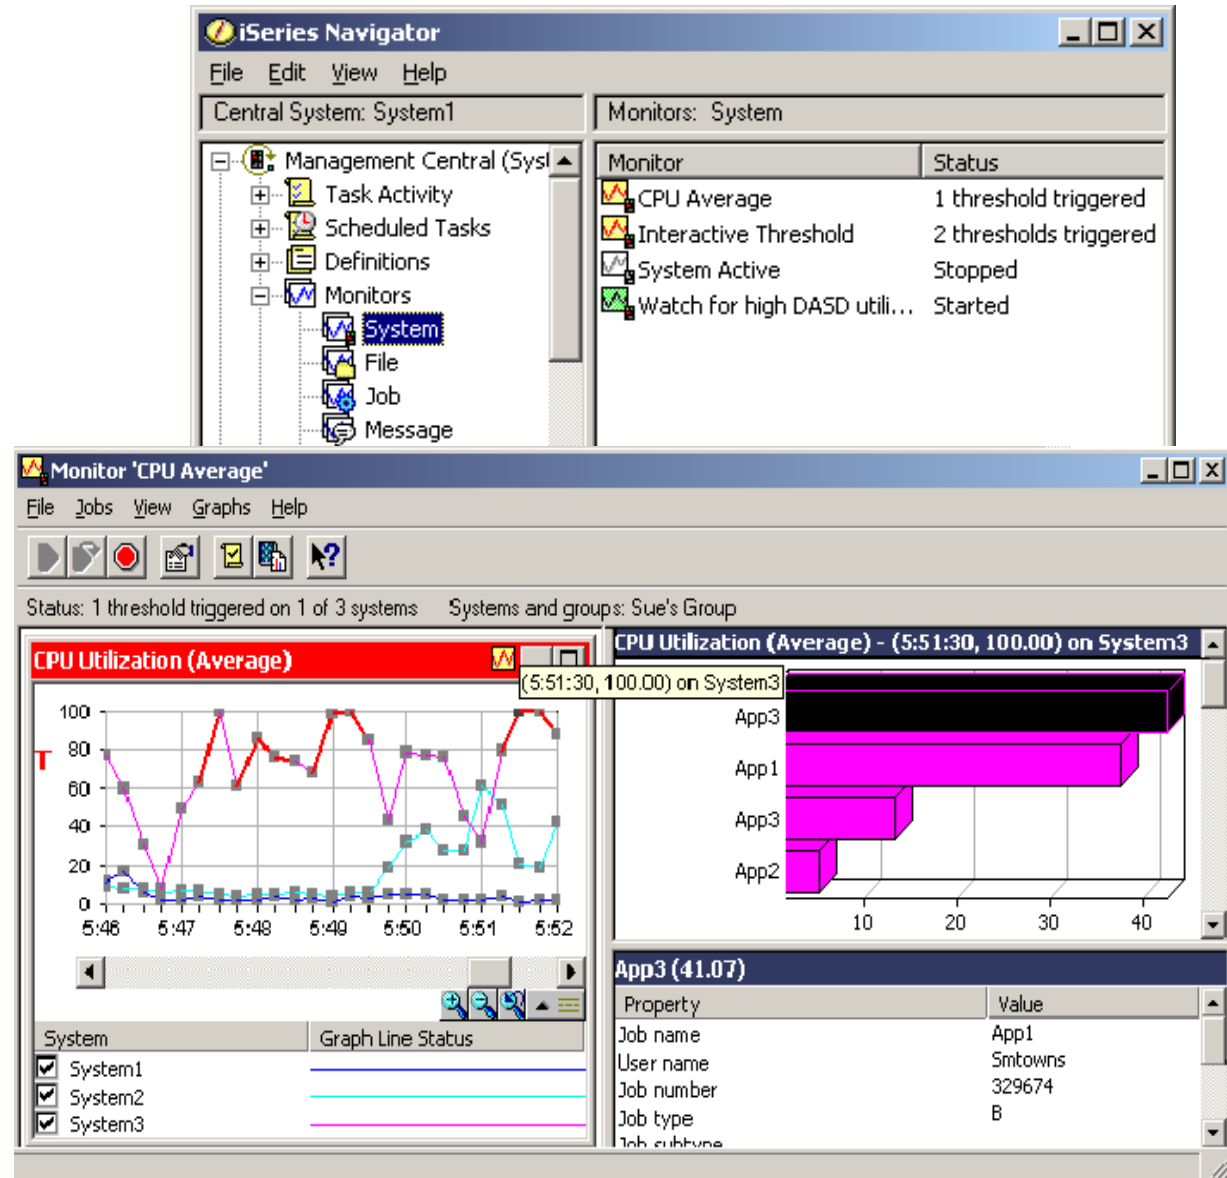 iSeries Navigator
File Edit View Help
Central System: System1
Monitors: System
Management Central (Syst
Task Activity
Scheduled Tasks
Definitions
Monitors
System
File
Job
Message
Monitor Status
CPU Average 1 threshold triggered
Interactive Threshold 2 thresholds triggered
System Active Stopped
Watch for high DASD utili... Started
Monitor 'CPU Average'
File Jobs View Graphs Help
Status: 1 threshold triggered on 1 of 3 systems Systems and groups: Sue's Group
CPU Utilization (Average)
(5:51:30, 100.00) on System3
T
100
80
60
40
20
0
5:46 5:47 5:48 5:49 5:50 5:51 5:52
System Graph Line Status
System1
System2
System3
CPU Utilization (Average) - (5:51:30, 100.00) on System3
App3
App1
App3
App2
10 20 30 40
App3 (41.07)
Property Value
Job name App1
User name Smtowns
Job number 329674
Job type B
Job subtype